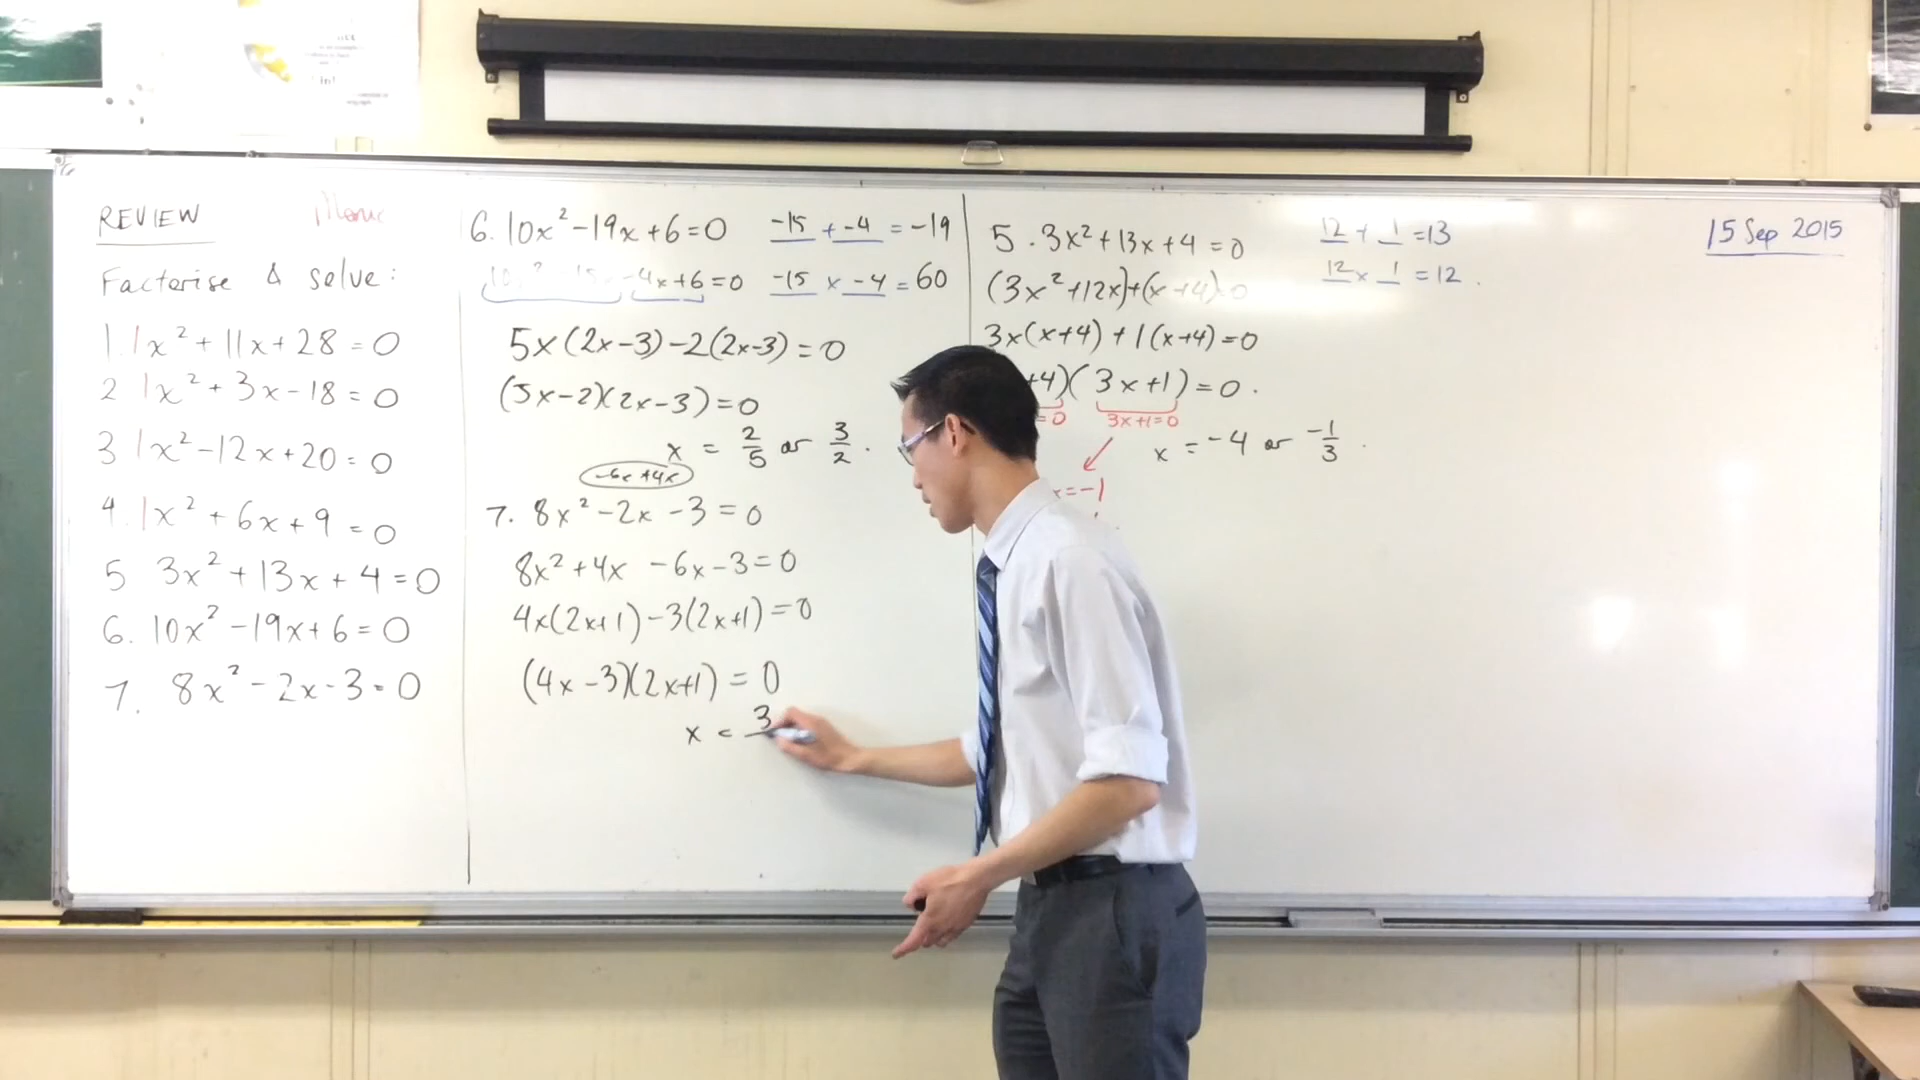 REVIEW
Factorise & solve:
1. 1x² + 11x + 28 = 0
2 1x² + 3x - 18 = 0
3 1x² - 12x + 20 = 0
4. 1x² + 6x + 9 = 0
5 3x² + 13x + 4 = 0
6. 10x² - 19x + 6 = 0
7. 8x² - 2x - 3 = 0
6. 10x² - 19x + 6 = 0 -15 + -4 = -19
10x² - 15x - 4x + 6 = 0 -15 x -4 = 60
5x(2x-3) - 2(2x-3) = 0
(5x-2)(2x-3) = 0
x = 2/5 or 3/2.
-6x +4x
7. 8x² - 2x - 3 = 0
8x² + 4x - 6x - 3 = 0
4x(2x+1) - 3(2x+1) = 0
(4x-3)(2x+1) = 0
x = 3
5. 3x² + 13x + 4 = 0 12 + 1 = 13
(3x² + 12x) + (x + 4) = 0 12 x 1 = 12.
3x(x+4) + 1(x+4) = 0
+4)(3x+1) = 0.
=0 3x+1=0
x = -4 or -1/3.
x = -1
15 Sep 2015